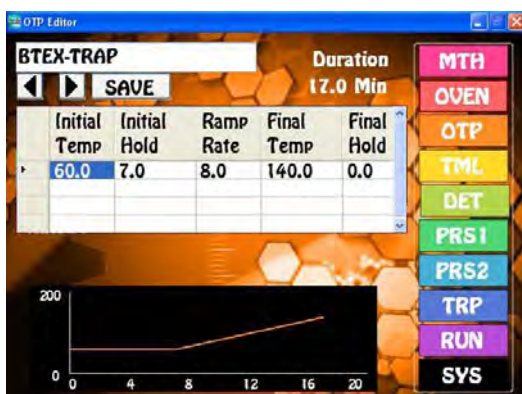 OTP Editor
BTEX-TRAP
Duration
17.0 Min
SAVE
Initial Temp Initial Hold Ramp Rate Final Temp Final Hold
60.0 7.0 8.0 140.0 0.0
200
0
0 4 8 12 16 20
MTH
OVEN
OTP
TML
DET
PRS1
PRS2
TRP
RUN
SYS